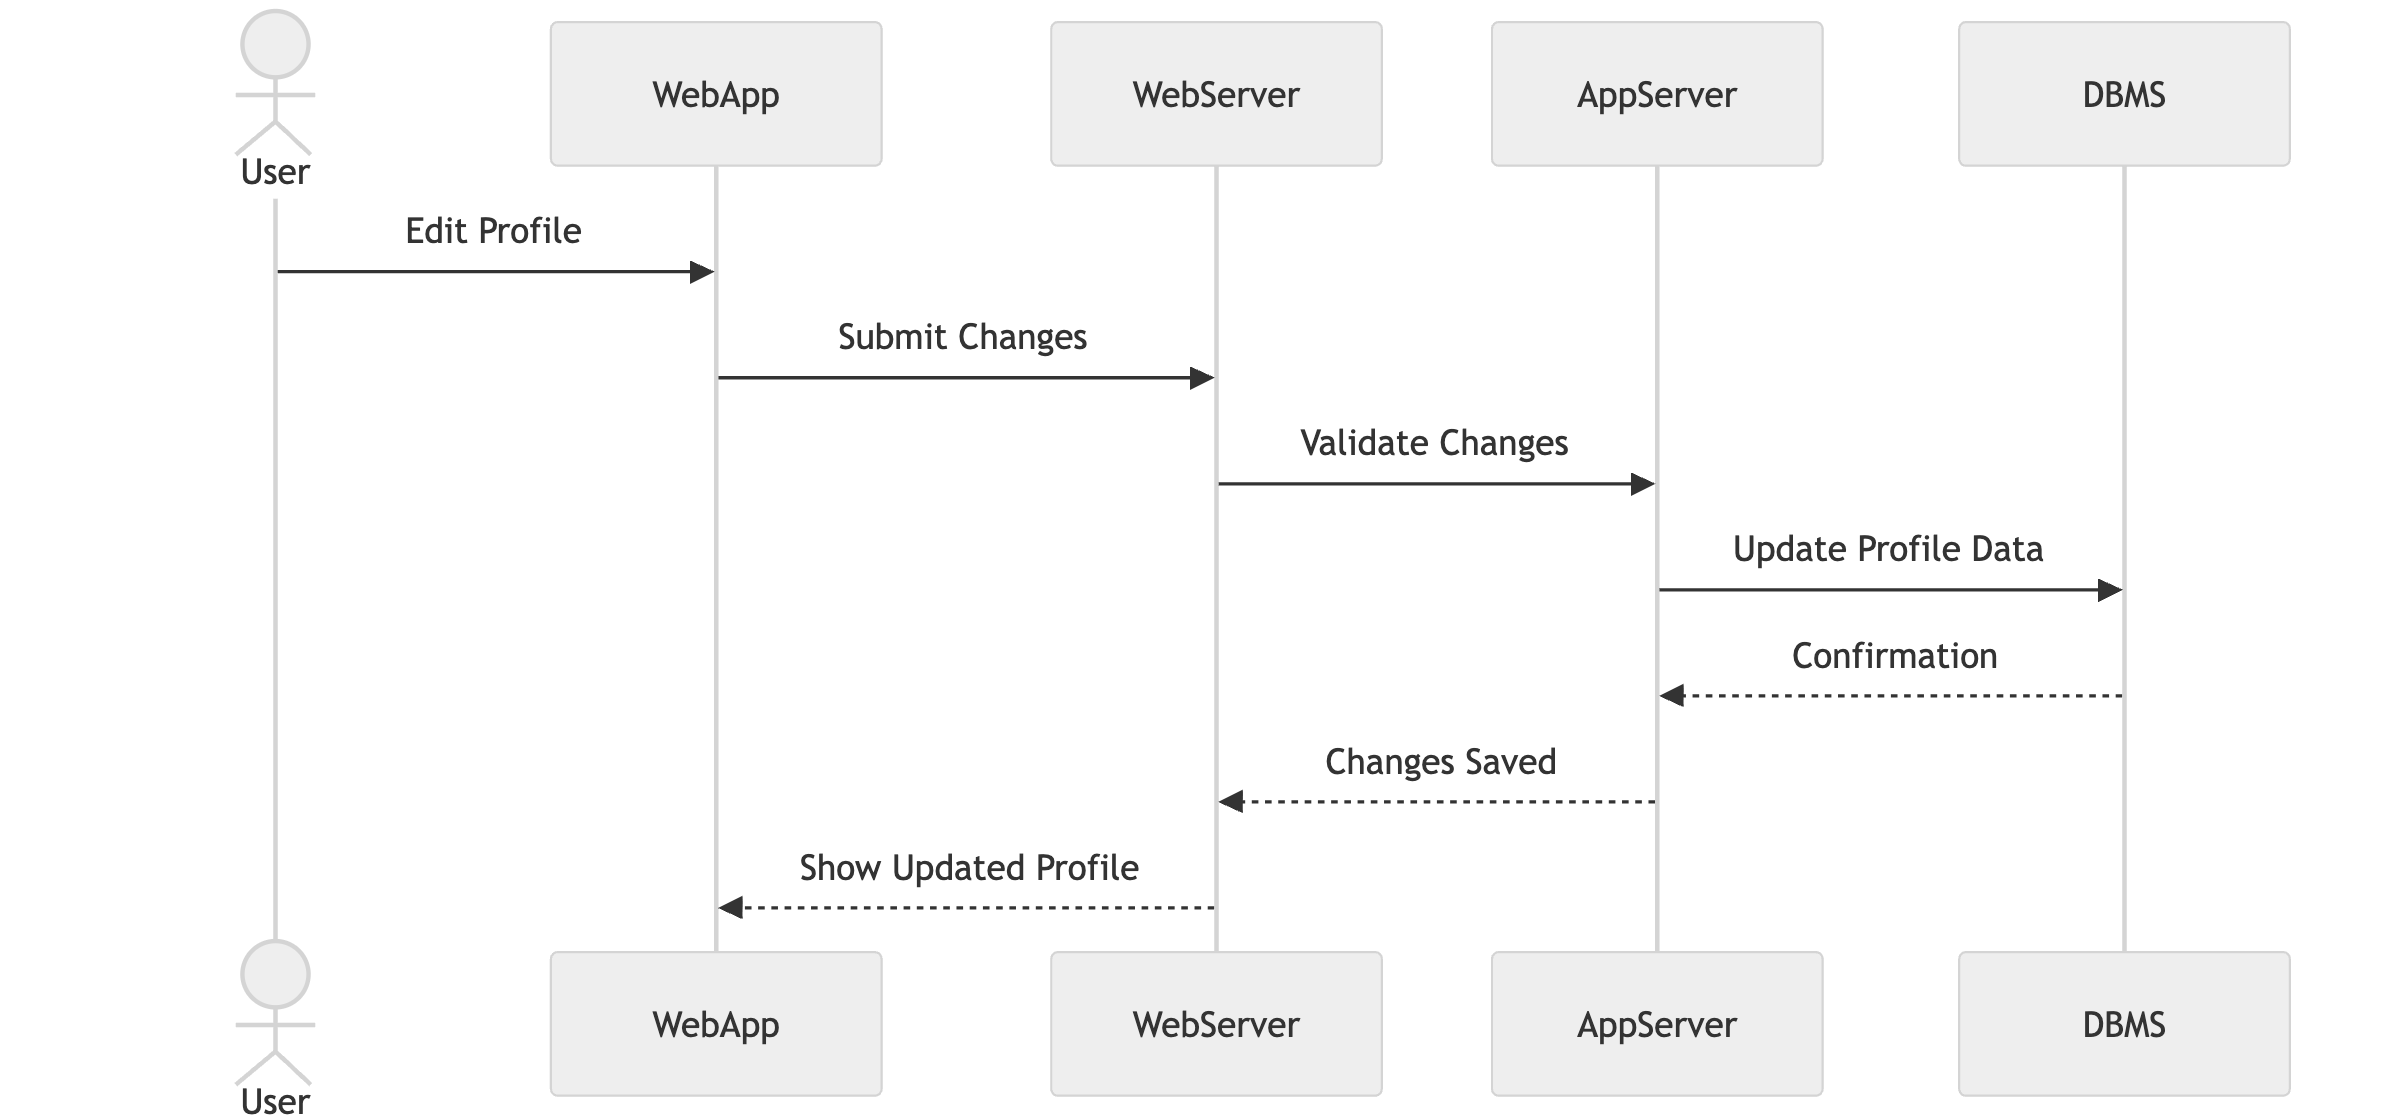 User
WebApp
WebServer
AppServer
DBMS
Edit Profile
Submit Changes
Validate Changes
Update Profile Data
Confirmation
Changes Saved
Show Updated Profile
User
WebApp
WebServer
AppServer
DBMS